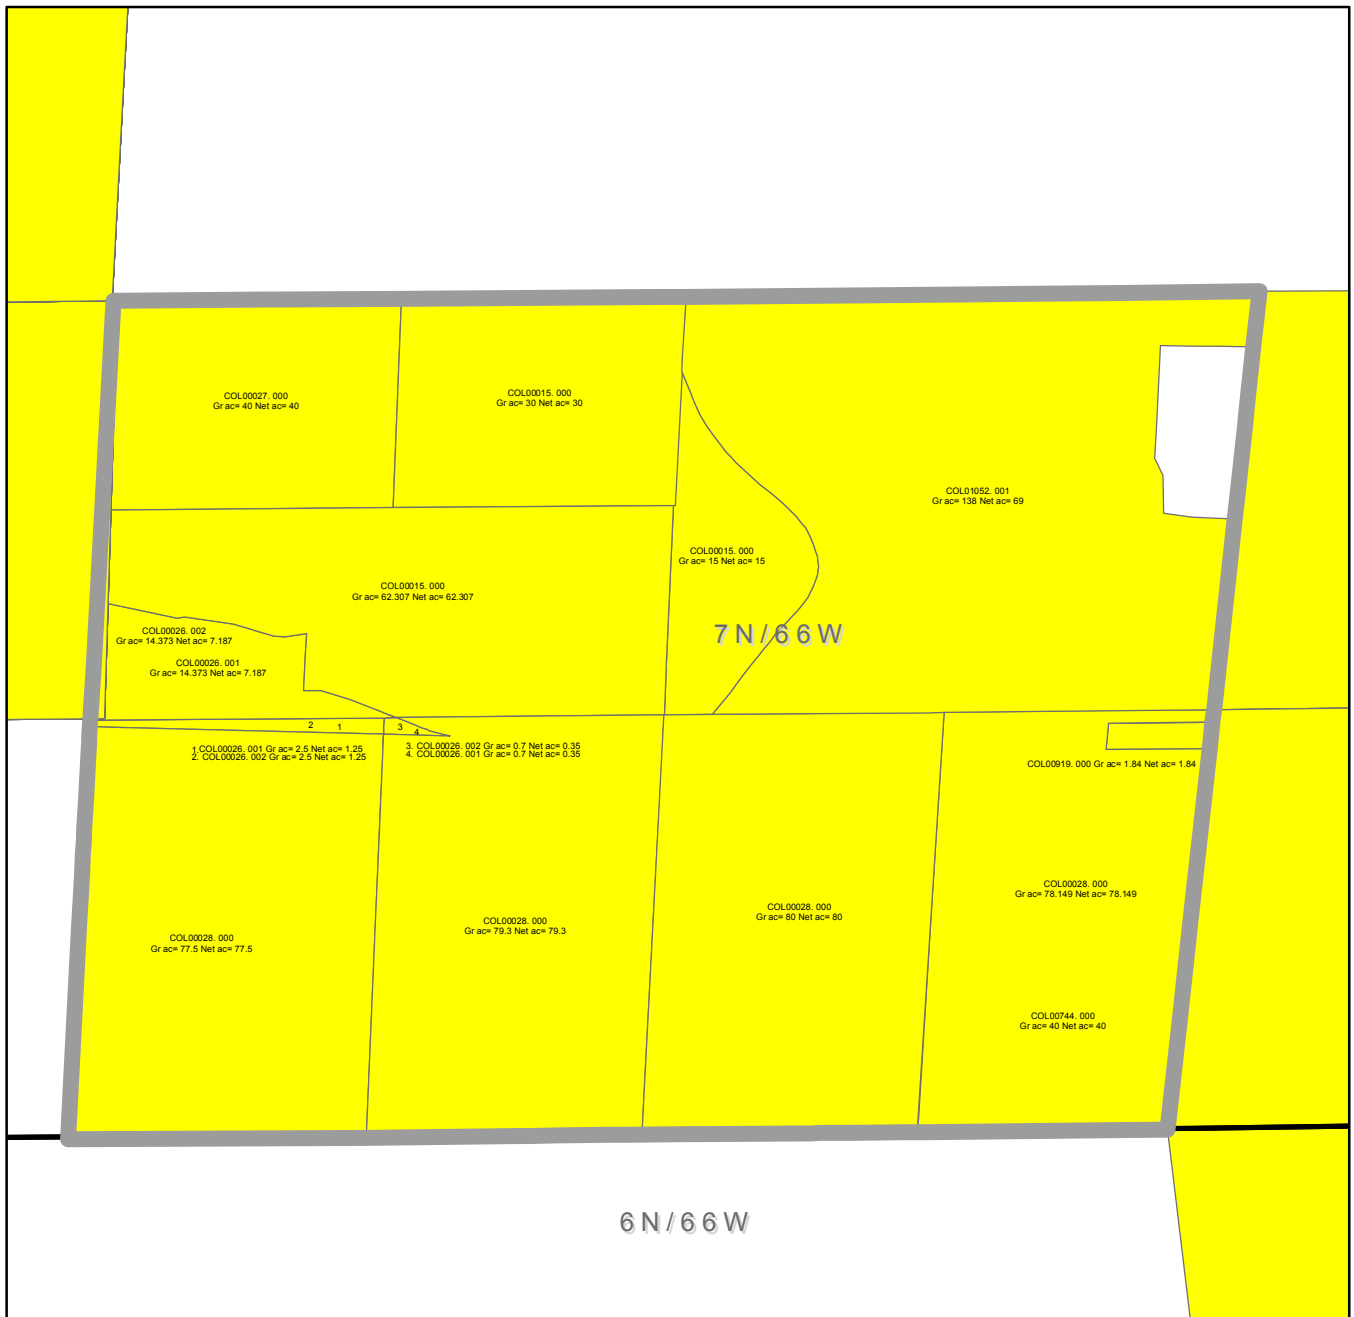 COL00027. 000
Gr ac= 40 Net ac= 40
COL00015. 000
Gr ac= 30 Net ac= 30
COL01052. 001
Gr ac= 138 Net ac= 69
COL00015. 000
Gr ac= 15 Net ac= 15
COL00015. 000
Gr ac= 62.307 Net ac= 62.307
COL00026. 002
Gr ac= 14.373 Net ac= 7.187
COL00026. 001
Gr ac= 14.373 Net ac= 7.187
7N/66W
2
1
3
4
1. COL00026. 001 Gr ac= 2.5 Net ac= 1.25
2. COL00026. 002 Gr ac= 2.5 Net ac= 1.25
3. COL00026. 002 Gr ac= 0.7 Net ac= 0.35
4. COL00026. 001 Gr ac= 0.7 Net ac= 0.35
COL00919. 000 Gr ac= 1.84 Net ac= 1.84
COL00028. 000
Gr ac= 77.5 Net ac= 77.5
COL00028. 000
Gr ac= 79.3 Net ac= 79.3
COL00028. 000
Gr ac= 80 Net ac= 80
COL00028. 000
Gr ac= 78.149 Net ac= 78.149
COL00744. 000
Gr ac= 40 Net ac= 40
6N/66W